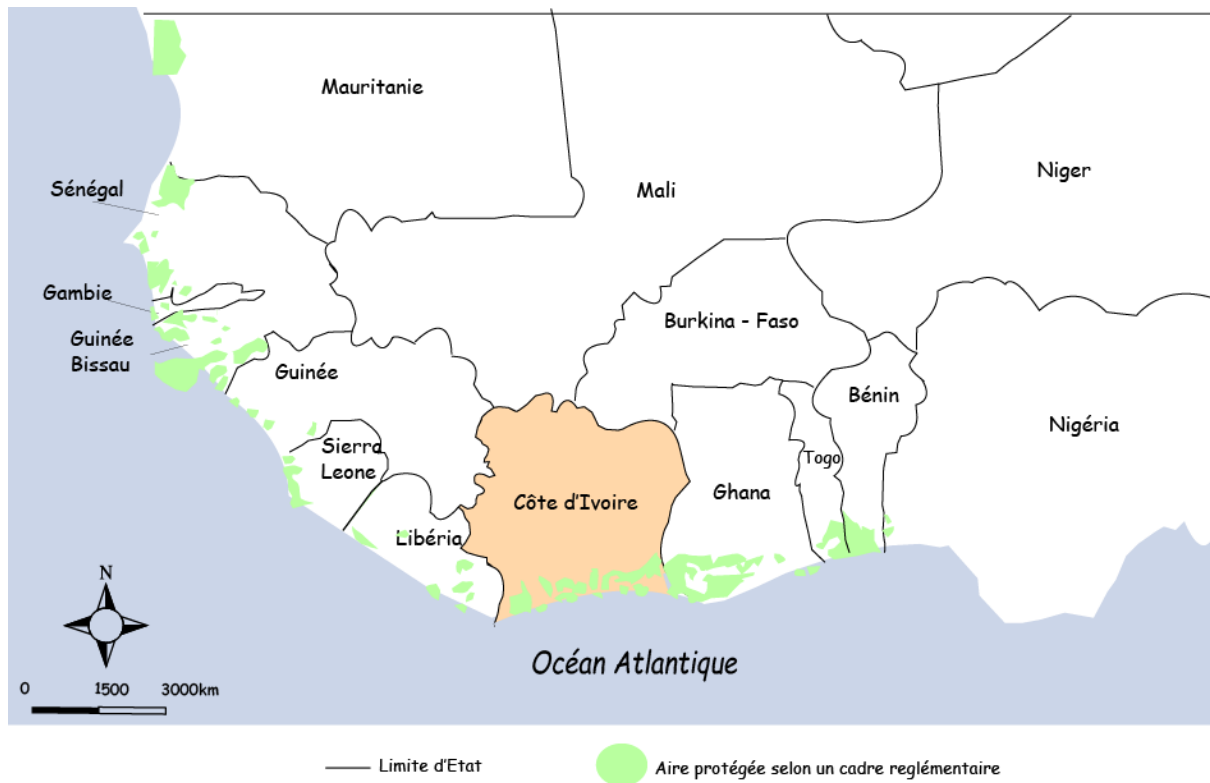 Mauritanie
Niger
Sénégal
Mali
Gambie
Burkina - Faso
Guinée
Bissau
Guinée
Bénin
Nigéria
Sierra
Leone
Togo
Côte d'Ivoire
Ghana
Libéria
N
Océan Atlantique
0 1500 3000km
Limite d'Etat
Aire protégée selon un cadre reglémentaire